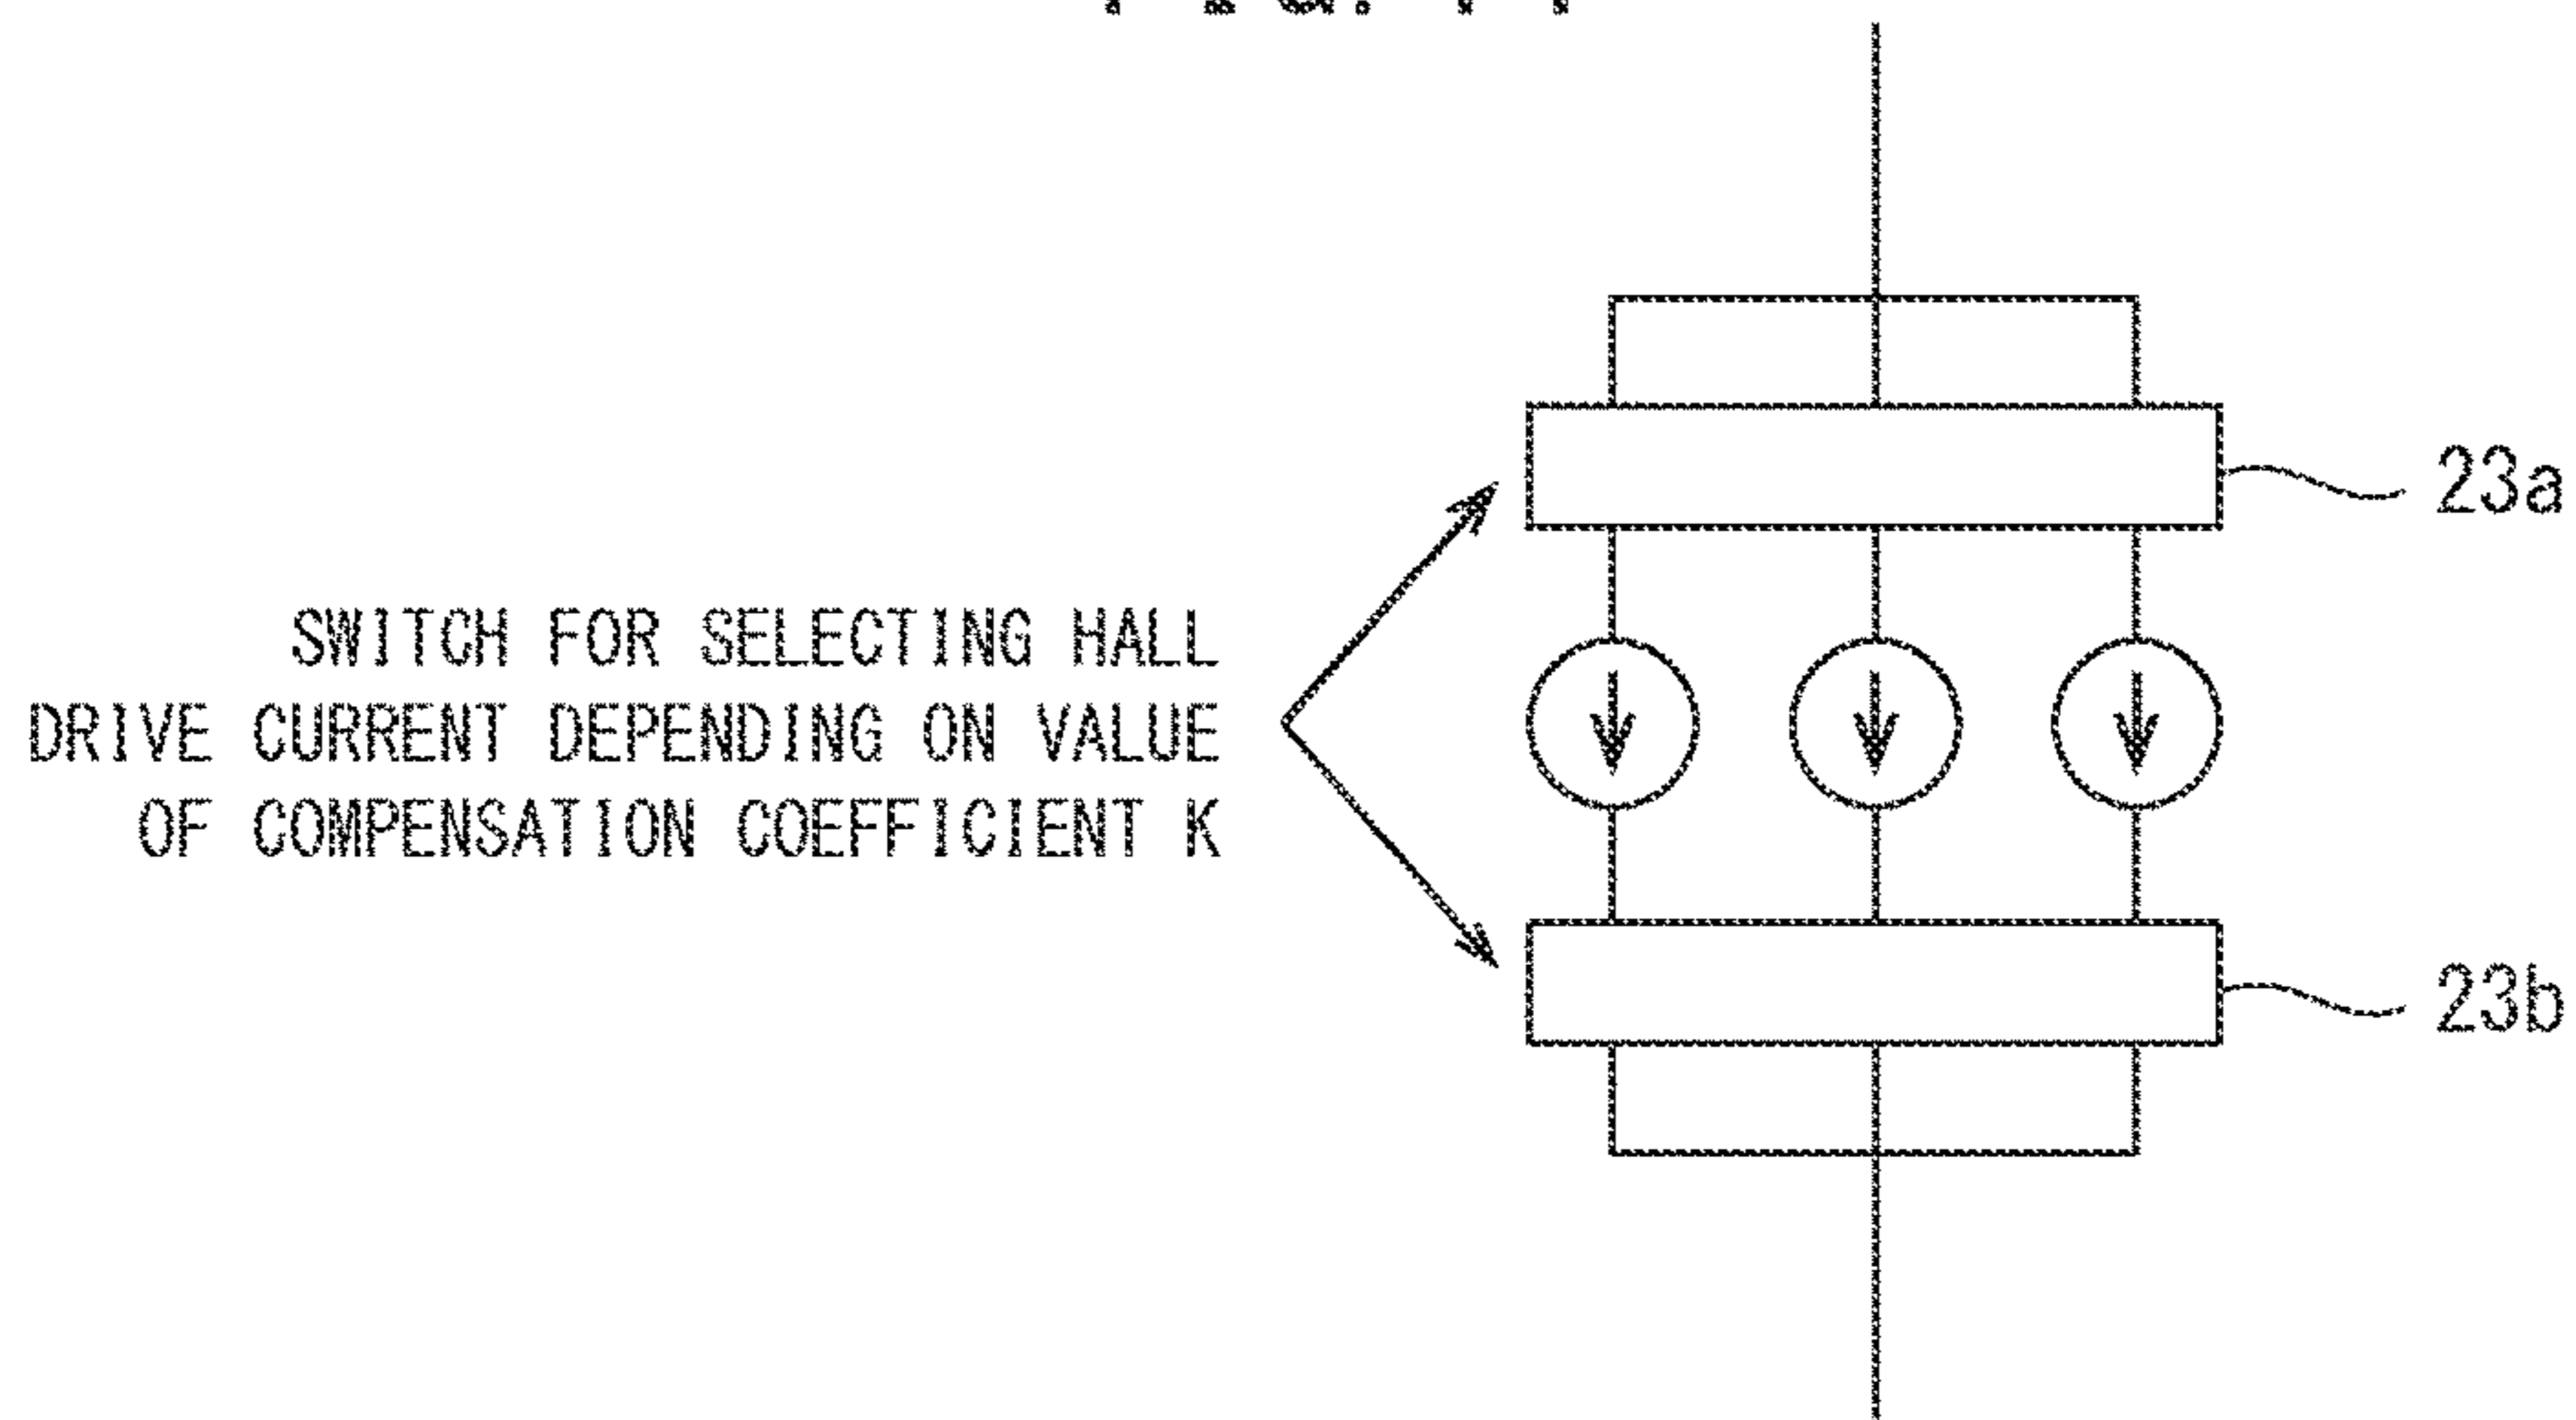 23a
SWITCH FOR SELECTING HALL
DRIVE CURRENT DEPENDING ON VALUE
OF COMPENSATION COEFFICIENT K
23b